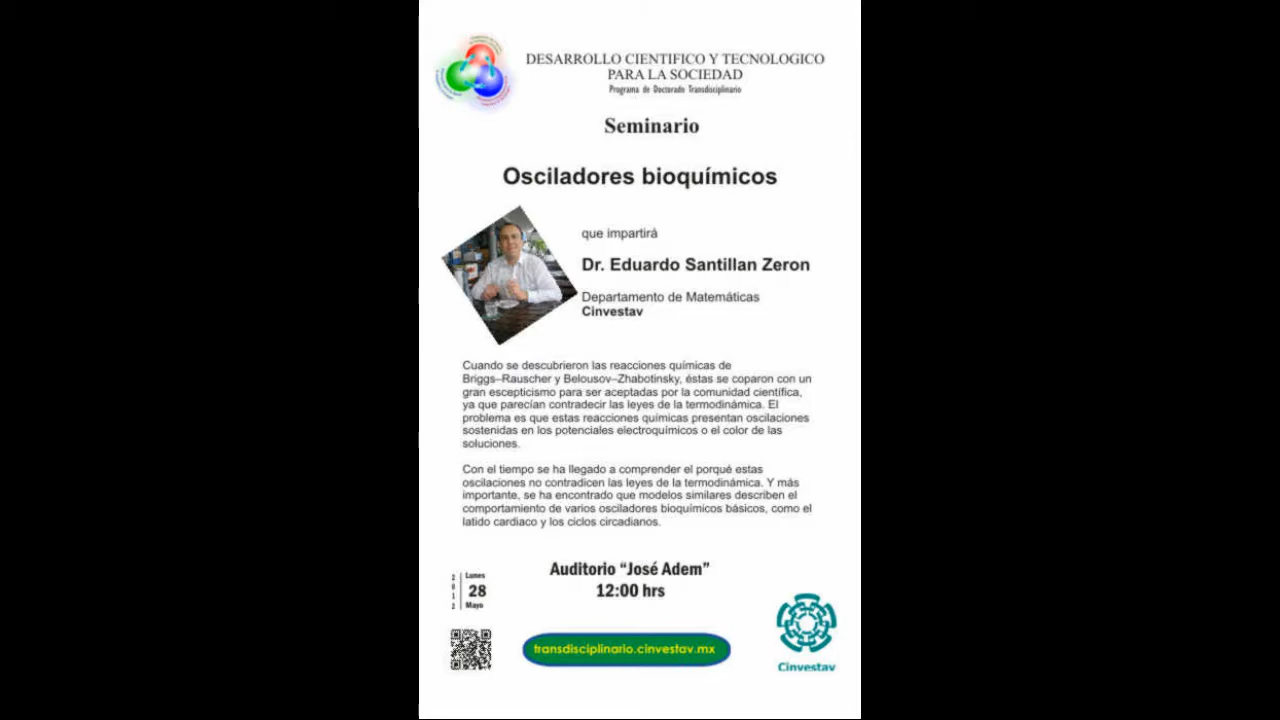 DESARROLLO CIENTIFICO Y TECNOLOGICO
PARA LA SOCIEDAD
Programa de Doctorado Transdisciplinario
Seminario
Osciladores bioquímicos
que impartirá
Dr. Eduardo Santillan Zeron
Departamento de Matemáticas
Cinvestav
Cuando se descubrieron las reacciones químicas de
Briggs–Rauscher y Belousov–Zhabotinsky, éstas se coparon con un
gran escepticismo para ser aceptadas por la comunidad científica,
ya que parecían contradecir las leyes de la termodinámica. El
problema es que estas reacciones químicas presentan oscilaciones
sostenidas en los potenciales electroquímicos o el color de las
soluciones.
Con el tiempo se ha llegado a comprender el porqué estas
oscilaciones no contradicen las leyes de la termodinámica. Y más
importante, se ha encontrado que modelos similares describen el
comportamiento de varios osciladores bioquímicos básicos, como el
latido cardiaco y los ciclos circadianos.
2012
Lunes
28
Mayo
Auditorio “José Adem”
12:00 hrs
transdisciplinario.cinvestav.mx
Cinvestav